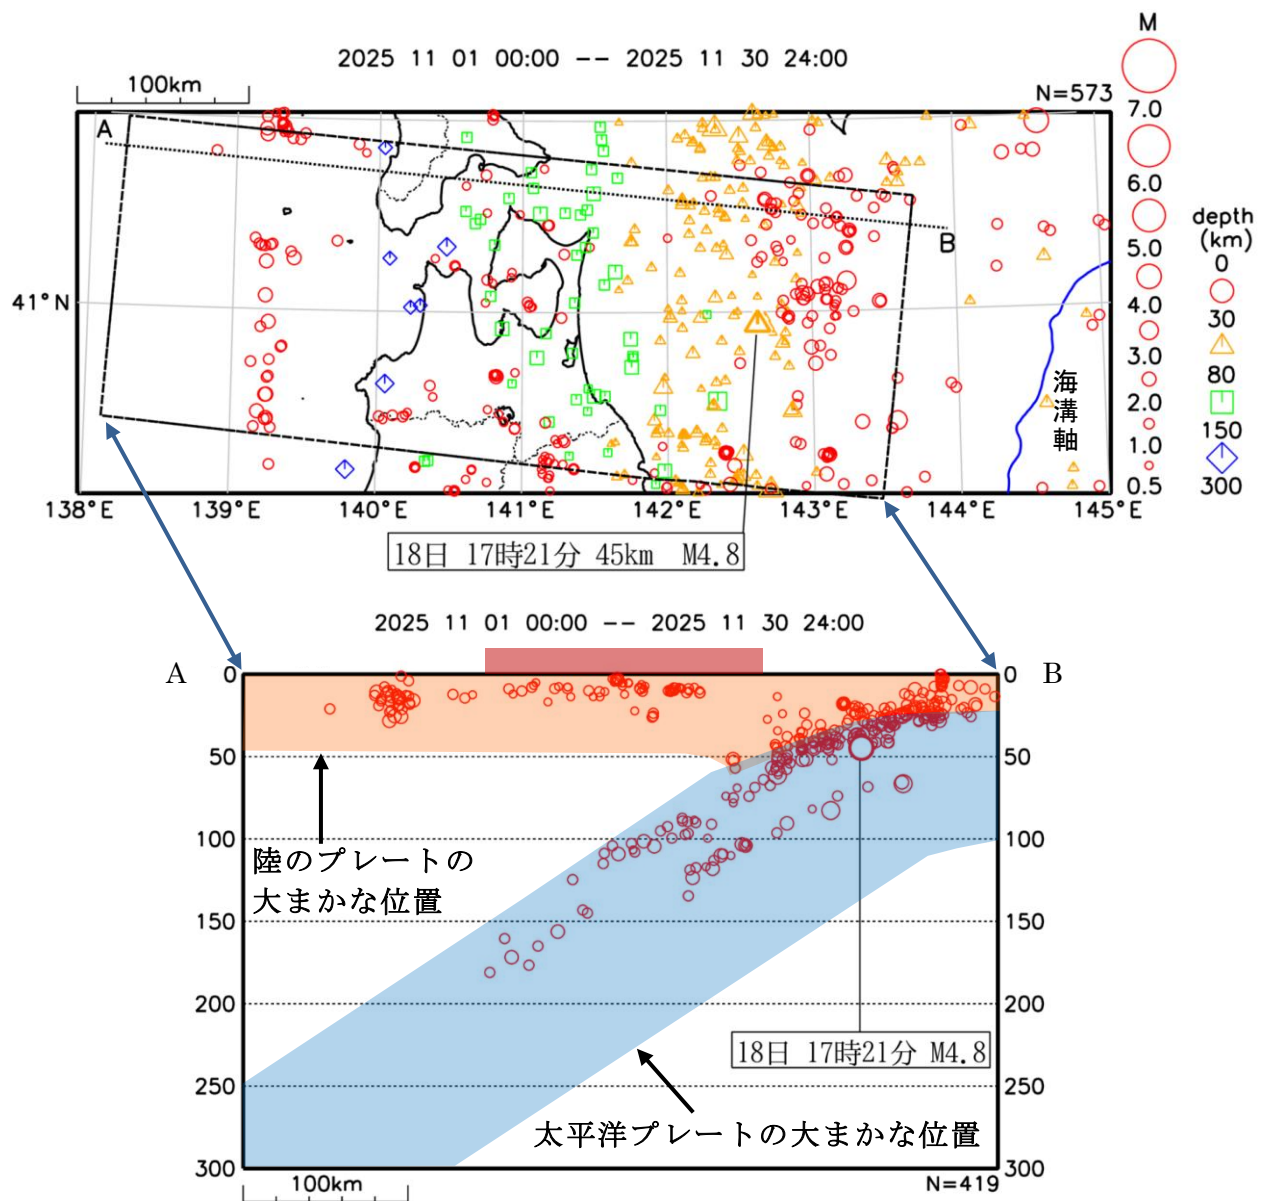 M
2025 11 01 00:00 -- 2025 11 30 24:00
100km
N=573
7.0
A
6.0
depth
(km)
5.0
B
0
41°N
4.0
30
3.0
80
海溝軸
2.0
150
1.0
300
0.5
138°E 139°E 140°E 141°E 142°E 143°E 144°E 145°E
18日 17時21分 45km M4.8
2025 11 01 00:00 -- 2025 11 30 24:00
A 0 0 B
50 50
100 100
陸のプレートの
大まかな位置
150 150
200 200
18日 17時21分 M4.8
250 250
太平洋プレートの大まかな位置
300 300
100km
N=419